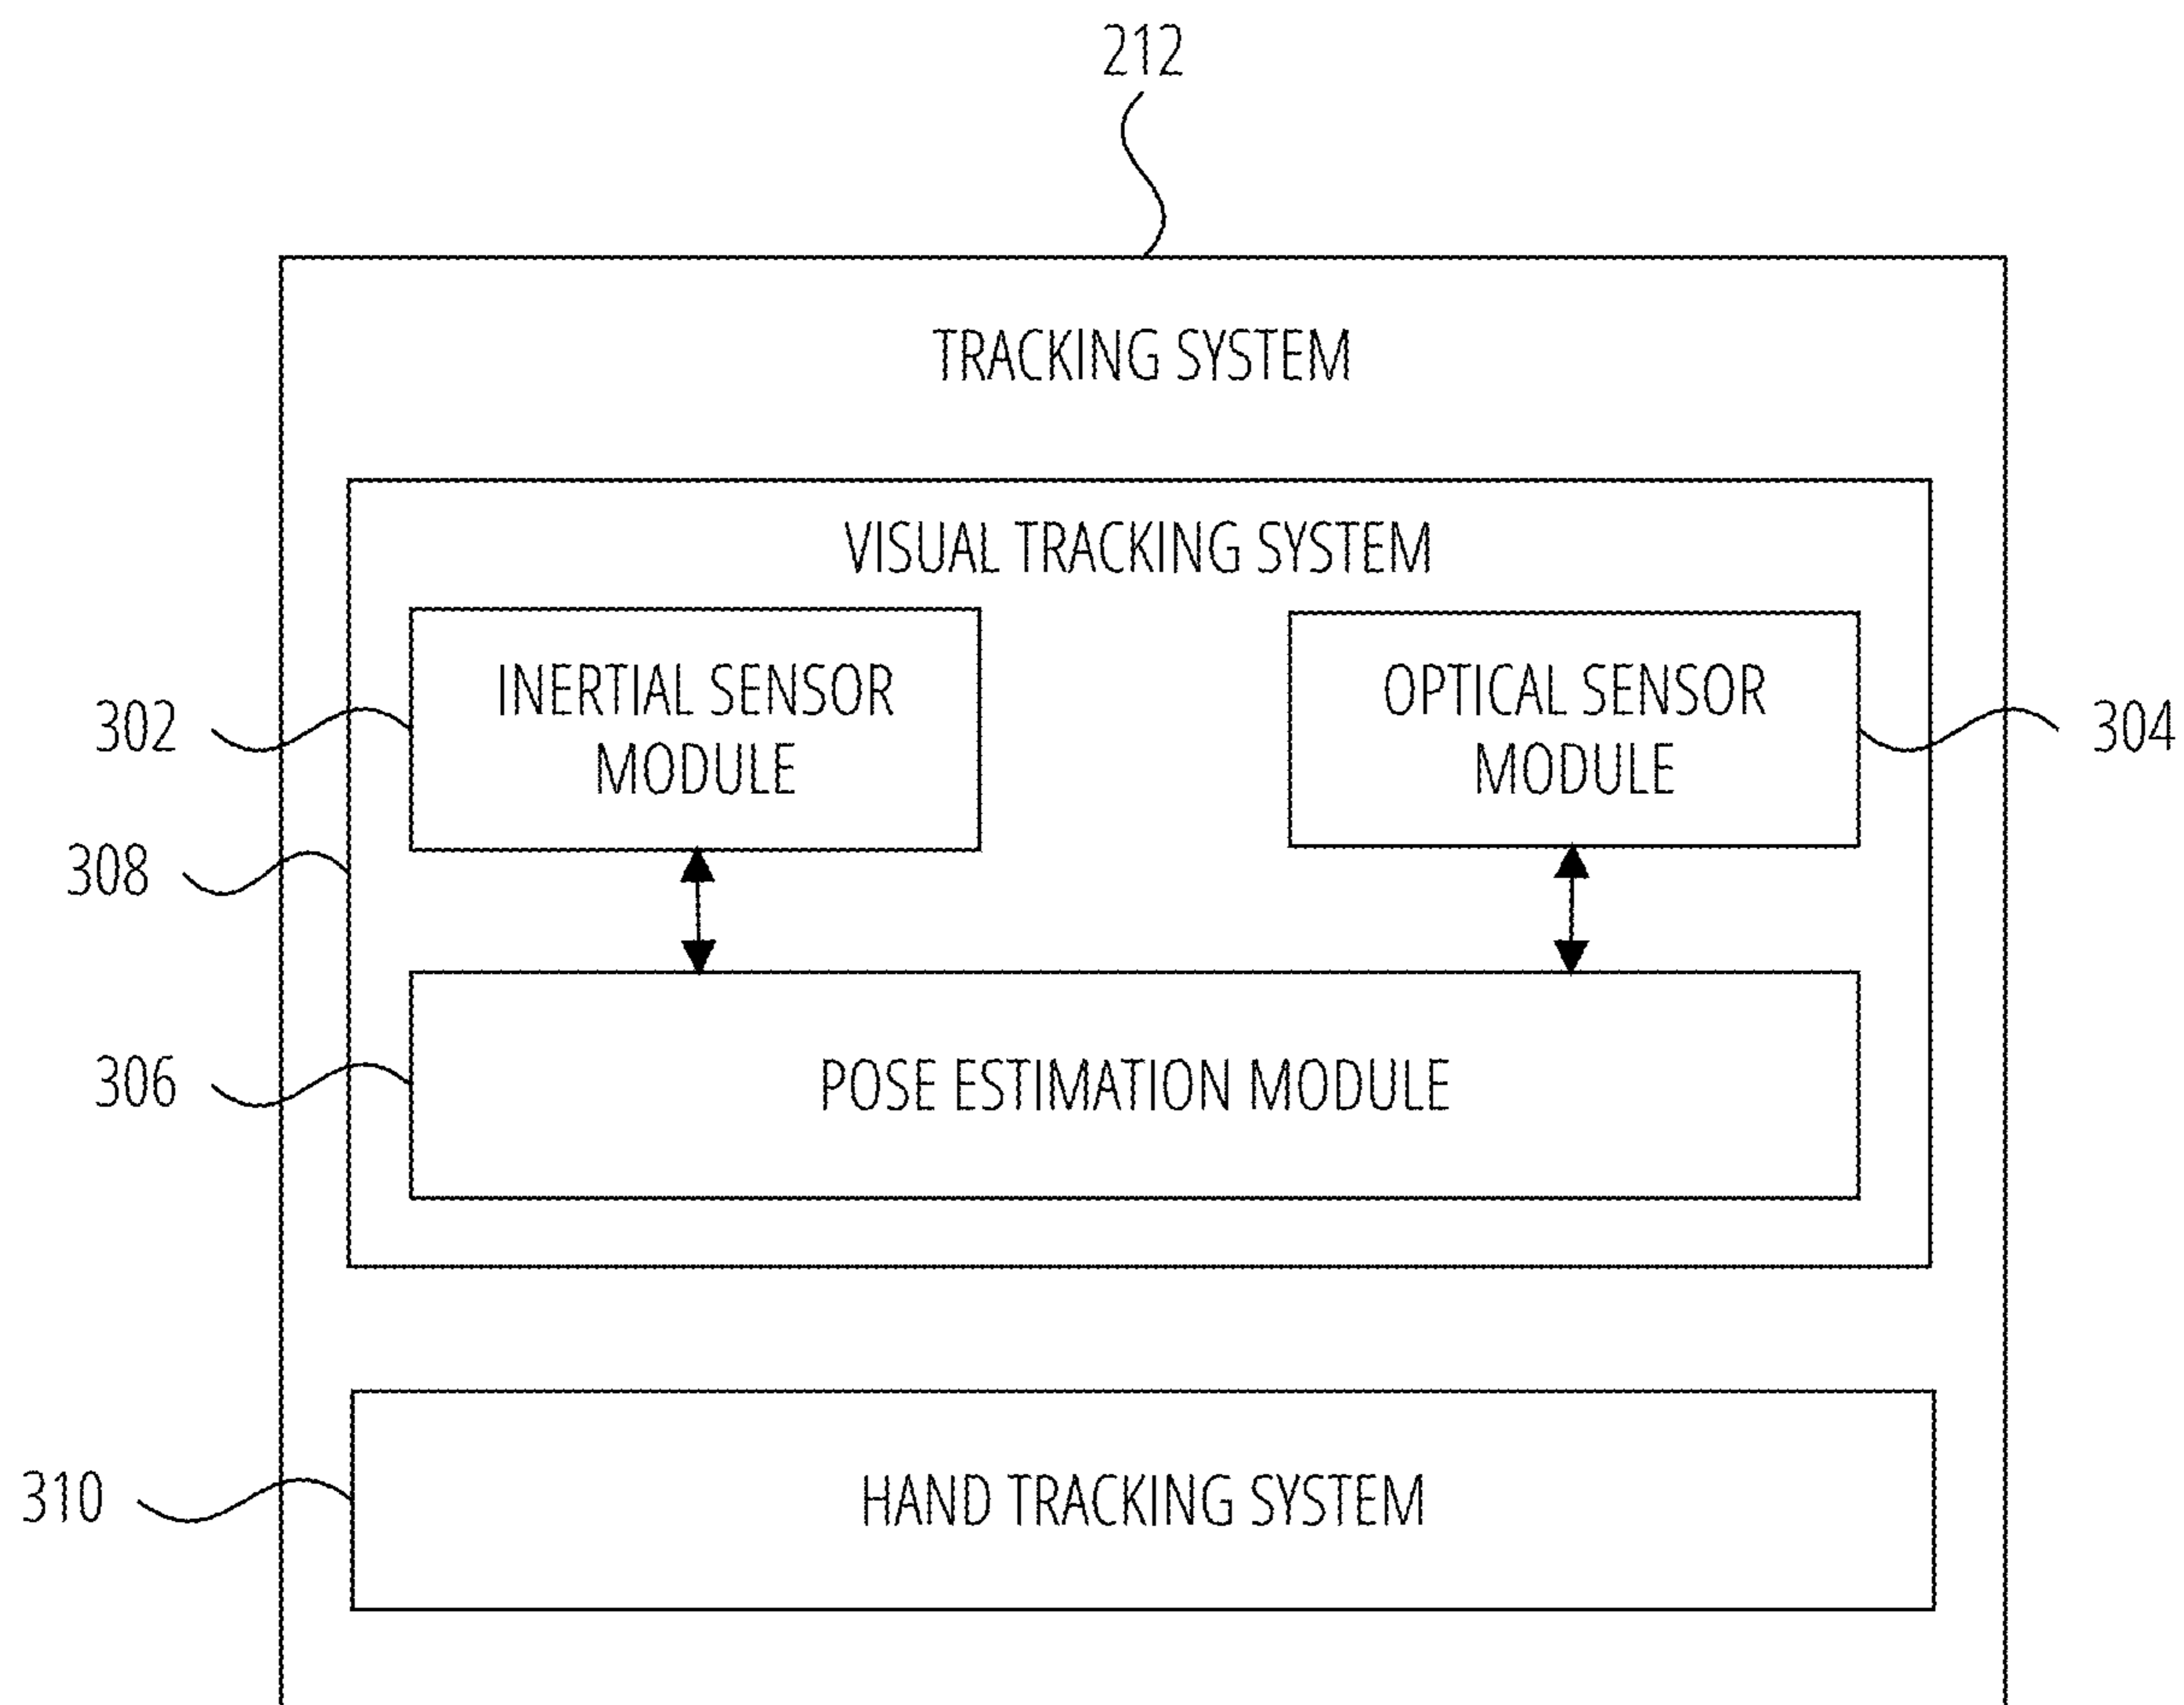 212
TRACKING SYSTEM
VISUAL TRACKING SYSTEM
INERTIAL SENSOR
MODULE
OPTICAL SENSOR
MODULE
302
304
308
306
POSE ESTIMATION MODULE
310
HAND TRACKING SYSTEM